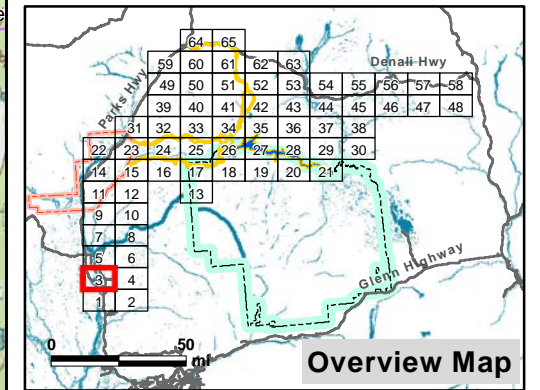 64 65
59 60 61 62 63
Denali Hwy
49 50 51 52 53 54 55 56 57 58
Parks Hwy
39 40 41 42 43 44 45 46 47 48
31 32 33 34 35 36 37 38
22 23 24 25 26 27 28 29 30
14 15 16 17 18 19 20 21
11 12 13
9 10
7 8
5 6
Glenn Highway
3 4
1 2
0 50
mi
Overview Map